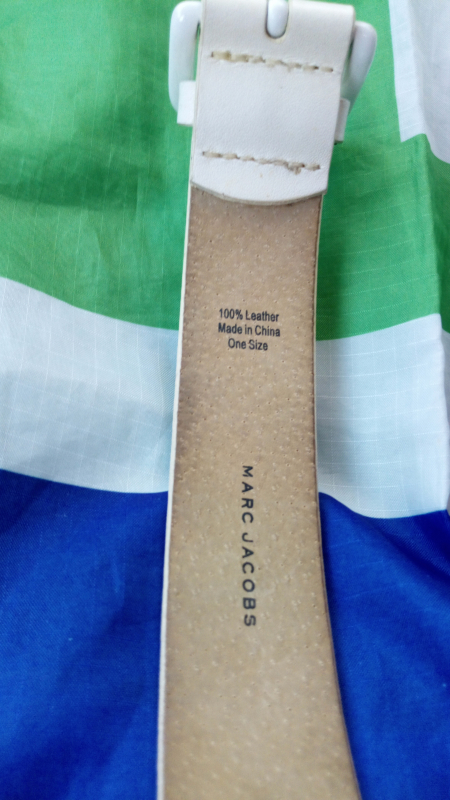 100% Leather
Made in China
One Size
MARC JACOBS